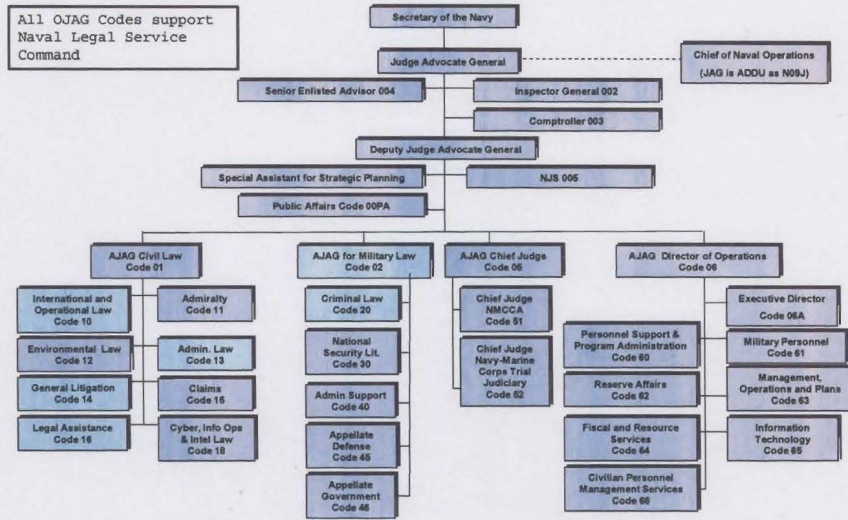 All OJAG Codes support
Naval Legal Service
Command
Secretary of the Navy
Judge Advocate General
Chief of Naval Operations
(JAG is ADDU as N09J)
Senior Enlisted Advisor 004
Inspector General 002
Comptroller 003
Deputy Judge Advocate General
Special Assistant for Strategic Planning
NJS 005
Public Affairs Code 00PA
AJAG Civil Law
Code 01
AJAG for Military Law
Code 02
AJAG Chief Judge
Code 05
AJAG Director of Operations
Code 06
International and
Operational Law
Code 10
Admiralty
Code 11
Environmental Law
Code 12
Admin. Law
Code 13
General Litigation
Code 14
Claims
Code 15
Legal Assistance
Code 16
Cyber, Info Ops
& Intel Law
Code 18
Criminal Law
Code 20
National
Security Lit.
Code 30
Admin Support
Code 40
Appellate
Defense
Code 45
Appellate
Government
Code 46
Chief Judge
NMCCA
Code 51
Chief Judge
Navy-Marine
Corps Trial
Judiciary
Code 52
Executive Director
Code 06A
Personnel Support &
Program Administration
Code 60
Military Personnel
Code 61
Reserve Affairs
Code 62
Management,
Operations and Plans
Code 63
Fiscal and Resource
Services
Code 64
Information
Technology
Code 65
Civilian Personnel
Management Services
Code 66